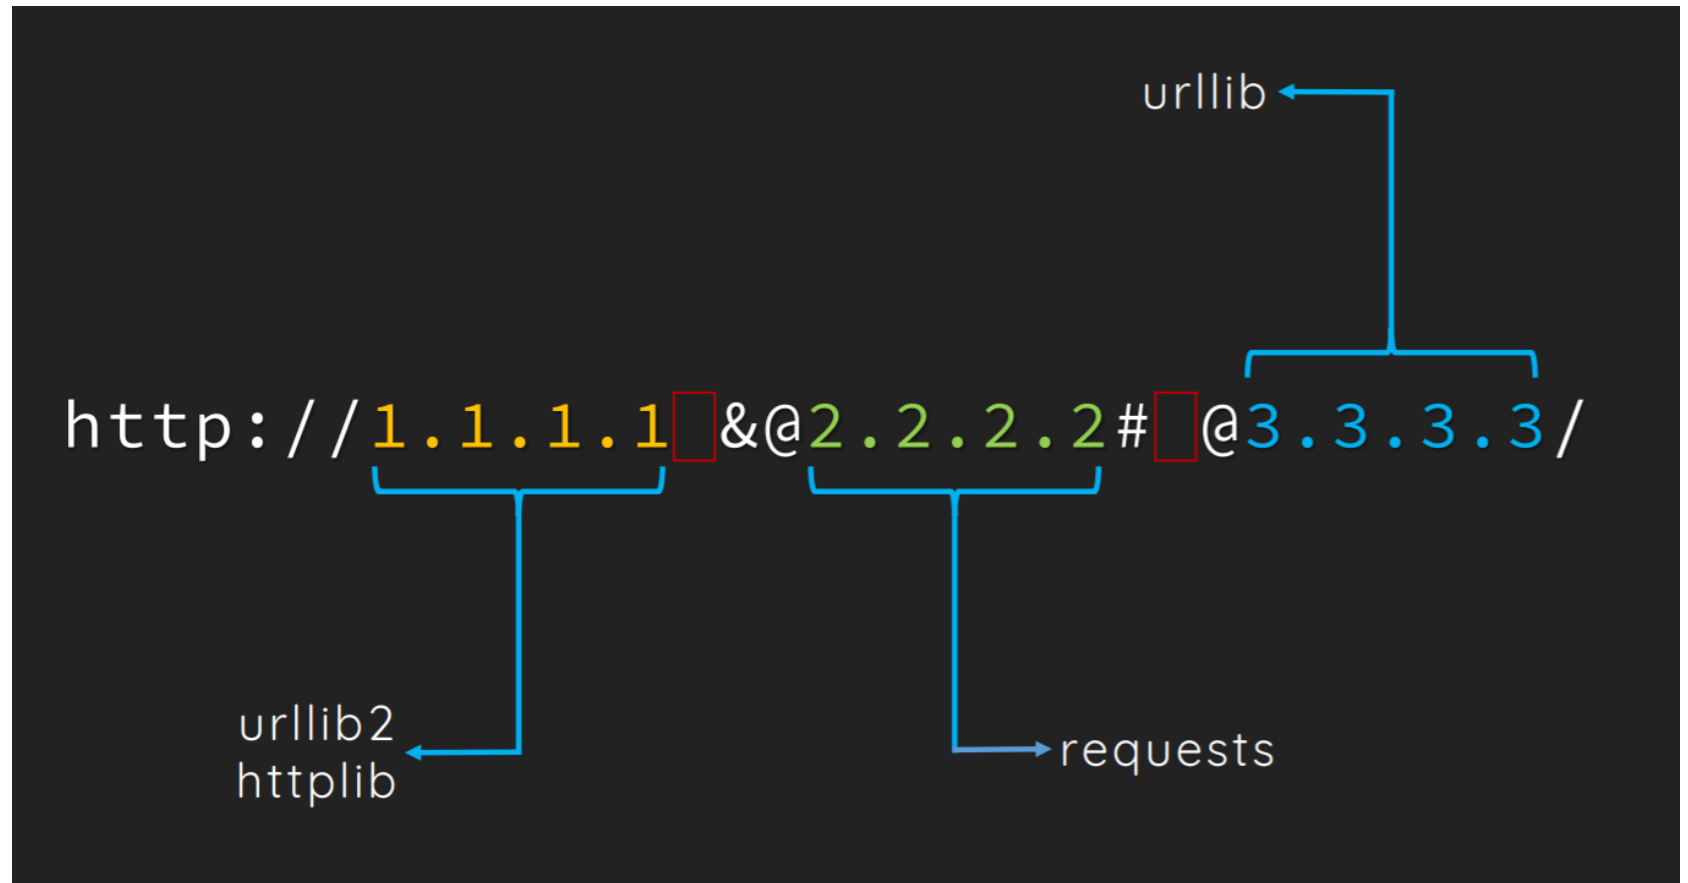 urllib
http://1.1.1.1 &@2.2.2.2# @3.3.3.3/
urllib2
httplib
requests